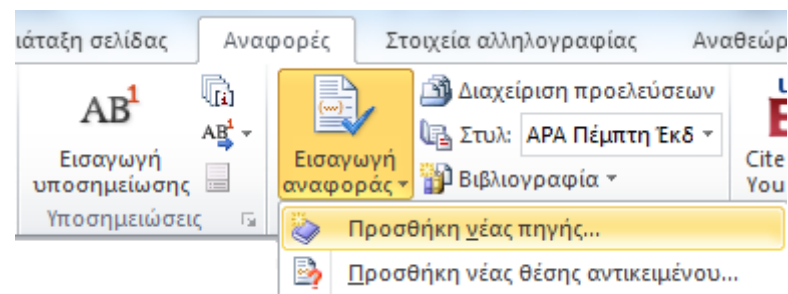 ιάταξη σελίδας Αναφορές Στοιχεία αλληλογραφίας Αναθεώρ
AB1
[i]
AB1
Εισαγωγή
υποσημείωσης
Υποσημειώσεις
(...)-
Εισαγωγή
αναφοράς
Διαχείριση προελεύσεων
Στυλ: APA Πέμπτη Έκδ
Βιβλιογραφία
Cite
You
Προσθήκη νέας πηγής...
Προσθήκη νέας θέσης αντικειμένου...